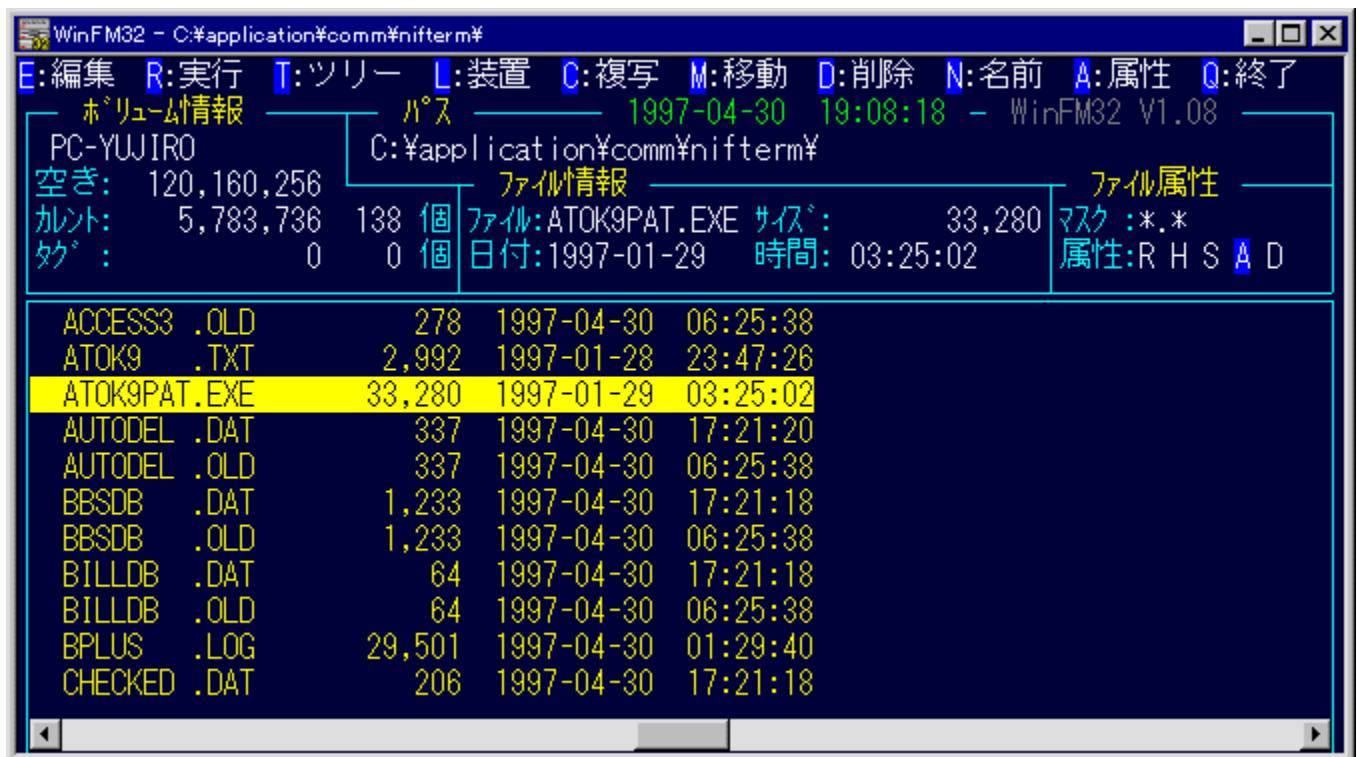 WinFM32 - C:¥application¥comm¥nifterm¥
E:編集 R:実行 T:ツリー L:装置 C:複写 M:移動 D:削除 N:名前 A:属性 Q:終了
ﾎﾞﾘｭｰﾑ情報 ﾊﾟｽ 1997-04-30 19:08:18 - WinFM32 V1.08
PC-YUJIRO C:¥application¥comm¥nifterm¥
空き: 120,160,256 ﾌｧｲﾙ情報 ﾌｧｲﾙ属性
ｶﾚﾝﾄ: 5,783,736 138 個 ﾌｧｲﾙ:ATOK9PAT.EXE ｻｲｽﾞ: 33,280 ﾏｽｸ :*.*
ﾀｸﾞ : 0 0 個 日付:1997-01-29 時間: 03:25:02 属性:R H S A D
ACCESS3 .OLD 278 1997-04-30 06:25:38
ATOK9 .TXT 2,992 1997-01-28 23:47:26
ATOK9PAT.EXE 33,280 1997-01-29 03:25:02
AUTODEL .DAT 337 1997-04-30 17:21:20
AUTODEL .OLD 337 1997-04-30 06:25:38
BBSDB .DAT 1,233 1997-04-30 17:21:18
BBSDB .OLD 1,233 1997-04-30 06:25:38
BILLDB .DAT 64 1997-04-30 17:21:18
BILLDB .OLD 64 1997-04-30 06:25:38
BPLUS .LOG 29,501 1997-04-30 01:29:40
CHECKED .DAT 206 1997-04-30 17:21:18